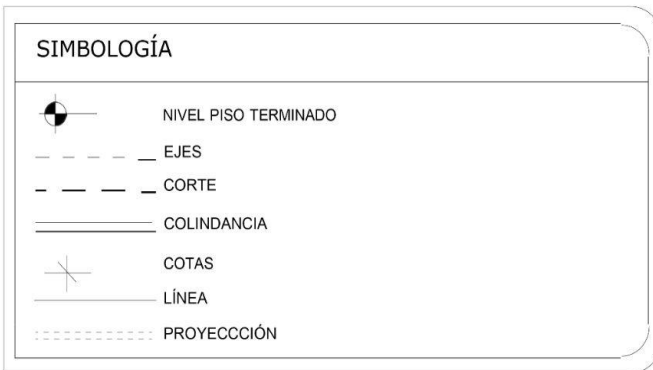 SIMBOLOGÍA
NIVEL PISO TERMINADO
EJES
CORTE
COLINDANCIA
COTAS
LÍNEA
PROYECCCIÓN